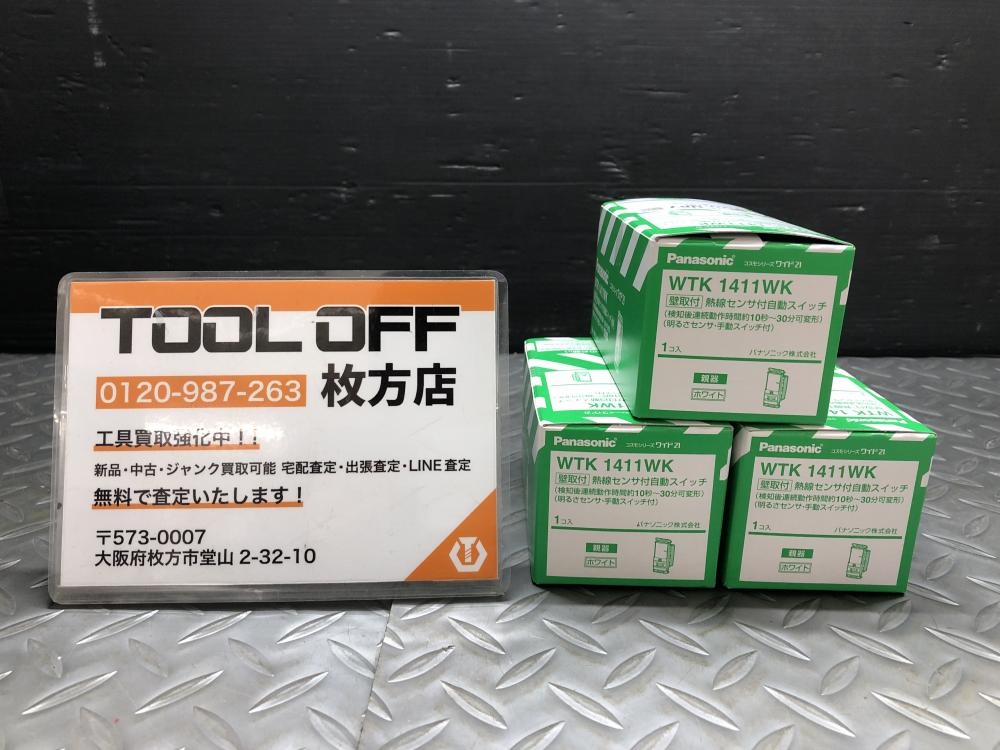 TOOL OFF
0120-987-263 枚方店
工具買取強化中！！
新品・中古・ジャンク買取可能 宅配査定・出張査定・LINE査定
無料で査定いたします！
〒573-0007
大阪府枚方市堂山 2-32-10
Panasonic コスモシリーズ ワイド21
WTK 1411WK
壁取付 熱線センサ付自動スイッチ
(検知後連続動作時間約10秒～30分可変形)
(明るさセンサ・手動スイッチ付)
1コ入 パナソニック株式会社
親器
ホワイト
Panasonic コスモシリーズ ワイド21
WTK 1411WK
壁取付 熱線センサ付自動スイッチ
(検知後連続動作時間約10秒～30分可変形)
(明るさセンサ・手動スイッチ付)
1コ入 パナソニック株式会社
親器
ホワイト
Panasonic コスモシリーズ ワイド21
WTK 1411WK
壁取付 熱線センサ付自動スイッチ
(検知後連続動作時間約10秒～30分可変形)
(明るさセンサ・手動スイッチ付)
1コ入 パナソニック株式会社
親器
ホワイト